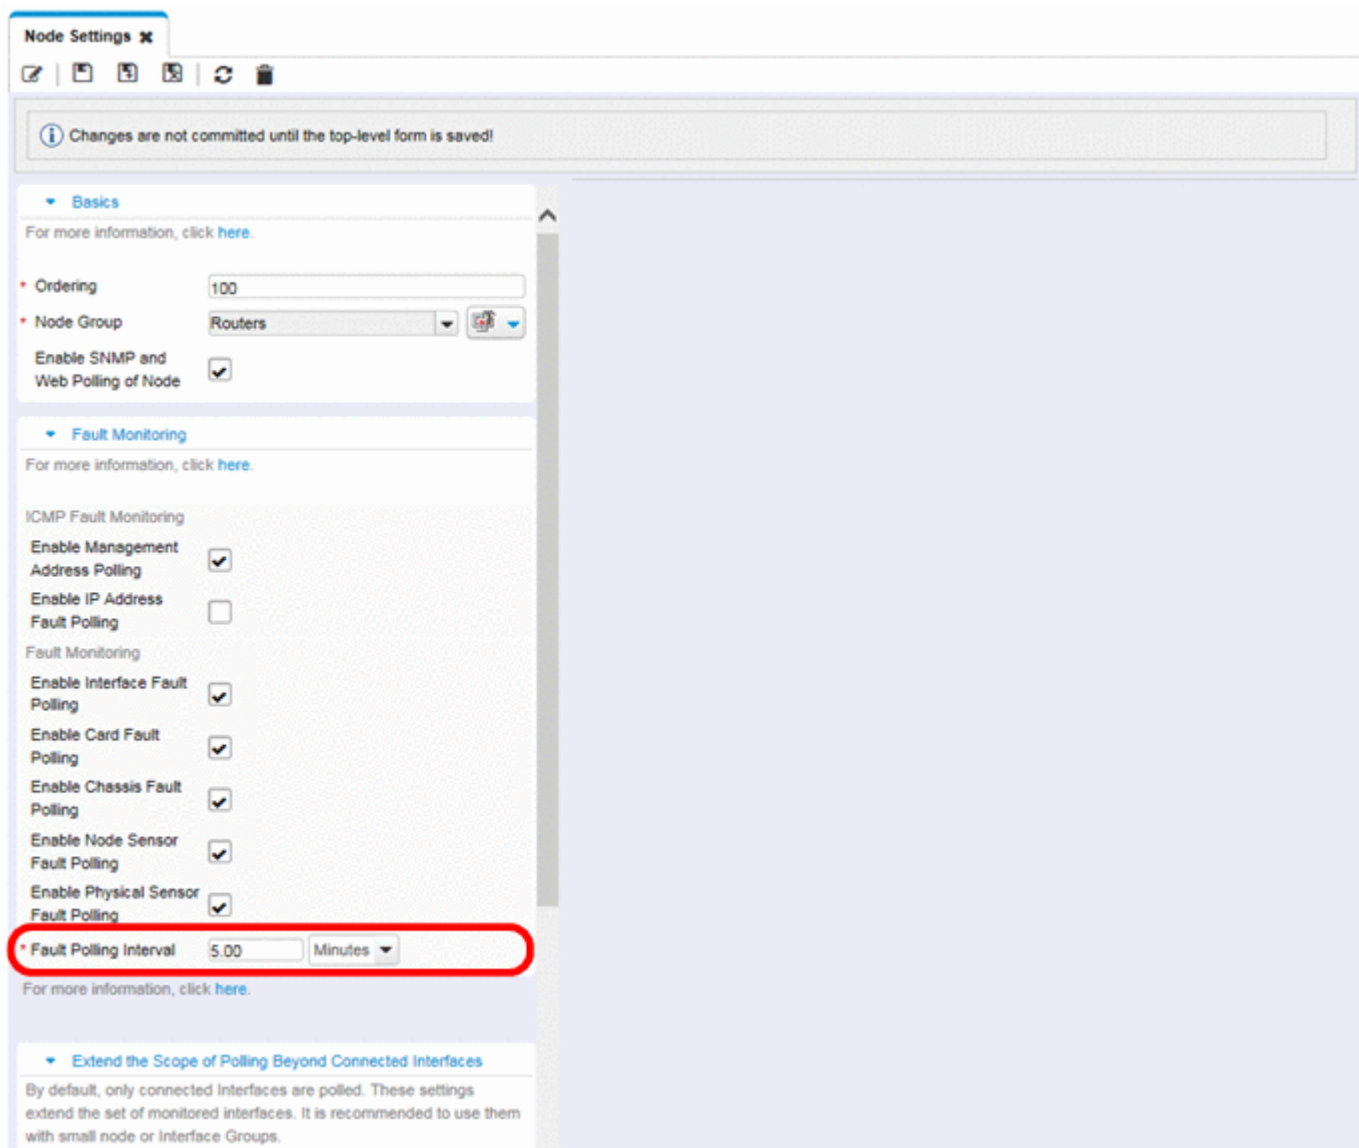 Node Settings
Changes are not committed until the top-level form is saved!
Basics
For more information, click here.
* Ordering 100
* Node Group Routers
Enable SNMP and
Web Polling of Node
Fault Monitoring
For more information, click here.
ICMP Fault Monitoring
Enable Management
Address Polling
Enable IP Address
Fault Polling
Fault Monitoring
Enable Interface Fault
Polling
Enable Card Fault
Polling
Enable Chassis Fault
Polling
Enable Node Sensor
Fault Polling
Enable Physical Sensor
Fault Polling
* Fault Polling Interval 5.00 Minutes
For more information, click here.
Extend the Scope of Polling Beyond Connected Interfaces
By default, only connected Interfaces are polled. These settings
extend the set of monitored interfaces. It is recommended to use them
with small node or Interface Groups.